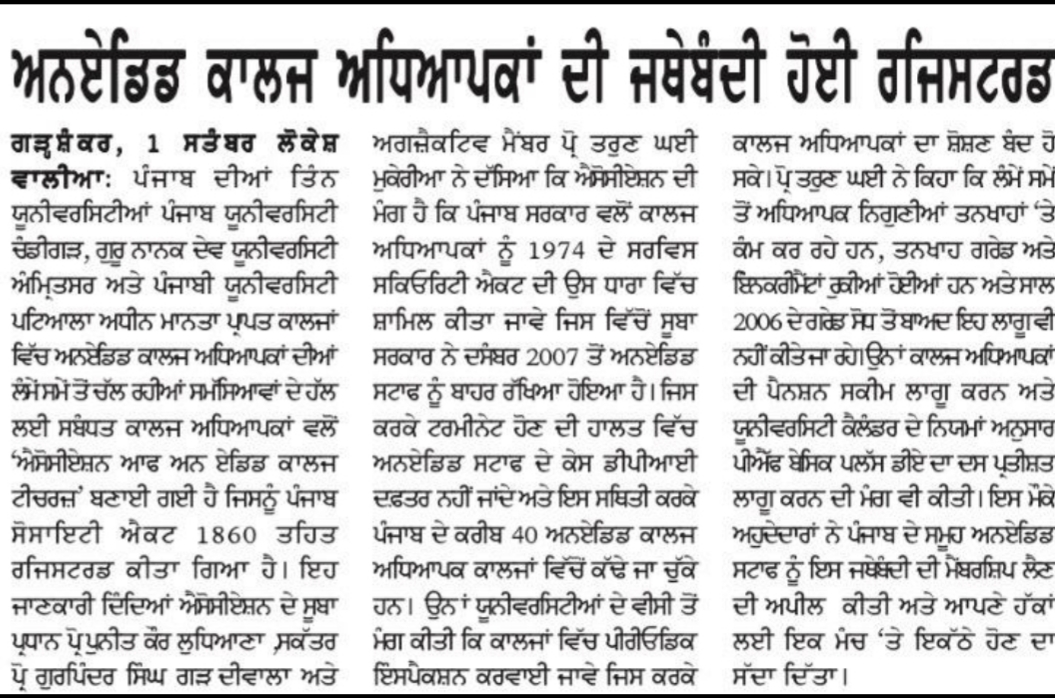 ਅਨਏਡਿਡ ਕਾਲਜ ਅਧਿਆਪਕਾਂ ਦੀ ਜਥੇਬੰਦੀ ਹੋਈ ਰਜਿਸਟਰਡ
ਗੜ੍ਹਸ਼ੰਕਰ, 1 ਸਤੰਬਰ ਲੋਕੇਸ਼
ਵਾਲੀਆ: ਪੰਜਾਬ ਦੀਆਂ ਤਿੰਨ
ਯੂਨੀਵਰਸਿਟੀਆਂ ਪੰਜਾਬ ਯੂਨੀਵਰਸਿਟੀ
ਚੰਡੀਗੜ, ਗੁਰੂ ਨਾਨਕ ਦੇਵ ਯੂਨੀਵਰਸਿਟੀ
ਅੰਮ੍ਰਿਤਸਰ ਅਤੇ ਪੰਜਾਬੀ ਯੂਨੀਵਰਸਿਟੀ
ਪਟਿਆਲਾ ਅਧੀਨ ਮਾਨਤਾ ਪ੍ਰਾਪਤ ਕਾਲਜਾਂ
ਵਿੱਚ ਅਨਏਡਿਡ ਕਾਲਜ ਅਧਿਆਪਕਾਂ ਦੀਆਂ
ਲੰਮੇਂ ਸਮੇਂ ਤੋਂ ਚੱਲ ਰਹੀਆਂ ਸਮੱਸਿਆਵਾਂ ਦੇ ਹੱਲ
ਲਈ ਸਬੰਧਤ ਕਾਲਜ ਅਧਿਆਪਕਾਂ ਵਲੋਂ
'ਐਸੋਸੀਏਸ਼ਨ ਆਫ ਅਨ ਏਡਿਡ ਕਾਲਜ
ਟੀਚਰਜ਼' ਬਣਾਈ ਗਈ ਹੈ ਜਿਸਨੂੰ ਪੰਜਾਬ
ਸੋਸਾਇਟੀ ਐਕਟ 1860 ਤਹਿਤ
ਰਜਿਸਟਰਡ ਕੀਤਾ ਗਿਆ ਹੈ। ਇਹ
ਜਾਣਕਾਰੀ ਦਿੰਦਿਆਂ ਐਸੋਸੀਏਸ਼ਨ ਦੇ ਸੂਬਾ
ਪ੍ਰਧਾਨ ਪ੍ਰੋ ਪੁਨੀਤ ਕੌਰ ਲੁਧਿਆਣਾ ,ਸਕੱਤਰ
ਪ੍ਰੋ ਗੁਰਪਿੰਦਰ ਸਿੰਘ ਗੜ ਦੀਵਾਲਾ ਅਤੇ
ਅਗਜ਼ੈਕਟਿਵ ਮੈਂਬਰ ਪ੍ਰੋ ਤਰੁਣ ਘਈ
ਮੁਕੇਰੀਆ ਨੇ ਦੱਸਿਆ ਕਿ ਐਸੋਸੀਏਸ਼ਨ ਦੀ
ਮੰਗ ਹੈ ਕਿ ਪੰਜਾਬ ਸਰਕਾਰ ਵਲੋਂ ਕਾਲਜ
ਅਧਿਆਪਕਾਂ ਨੂੰ 1974 ਦੇ ਸਰਵਿਸ
ਸਕਿਓਰਿਟੀ ਐਕਟ ਦੀ ਉਸ ਧਾਰਾ ਵਿੱਚ
ਸ਼ਾਮਿਲ ਕੀਤਾ ਜਾਵੇ ਜਿਸ ਵਿੱਚੋਂ ਸੂਬਾ
ਸਰਕਾਰ ਨੇ ਦਸੰਬਰ 2007 ਤੋਂ ਅਨਏਡਿਡ
ਸਟਾਫ ਨੂੰ ਬਾਹਰ ਰੱਖਿਆ ਹੋਇਆ ਹੈ। ਜਿਸ
ਕਰਕੇ ਟਰਮੀਨੇਟ ਹੋਣ ਦੀ ਹਾਲਤ ਵਿੱਚ
ਅਨਏਡਿਡ ਸਟਾਫ ਦੇ ਕੇਸ ਡੀਪੀਆਈ
ਦਫ਼ਤਰ ਨਹੀਂ ਜਾਂਦੇ ਅਤੇ ਇਸ ਸਥਿਤੀ ਕਰਕੇ
ਪੰਜਾਬ ਦੇ ਕਰੀਬ 40 ਅਨਏਡਿਡ ਕਾਲਜ
ਅਧਿਆਪਕ ਕਾਲਜਾਂ ਵਿੱਚੋਂ ਕੱਢੇ ਜਾ ਚੁੱਕੇ
ਹਨ। ਉਨਾਂ ਯੂਨੀਵਰਸਿਟੀਆਂ ਦੇ ਵੀਸੀ ਤੋਂ
ਮੰਗ ਕੀਤੀ ਕਿ ਕਾਲਜਾਂ ਵਿੱਚ ਪੀਰੀਓਡਿਕ
ਇੰਸਪੈਕਸ਼ਨ ਕਰਵਾਈ ਜਾਵੇ ਜਿਸ ਕਰਕੇ
ਕਾਲਜ ਅਧਿਆਪਕਾਂ ਦਾ ਸ਼ੋਸ਼ਣ ਬੰਦ ਹੋ
ਸਕੇ। ਪ੍ਰੋ ਤਰੁਣ ਘਈ ਨੇ ਕਿਹਾ ਕਿ ਲੰਮੇਂ ਸਮੇਂ
ਤੋਂ ਅਧਿਆਪਕ ਨਿਗੁਣੀਆਂ ਤਨਖਾਹਾਂ 'ਤੇ
ਕੰਮ ਕਰ ਰਹੇ ਹਨ, ਤਨਖਾਹ ਗਰੇਡ ਅਤੇ
ਇਨਕਰੀਮੈਂਟਾਂ ਰੁਕੀਆਂ ਹੋਈਆਂ ਹਨ ਅਤੇ ਸਾਲ
2006 ਦੇ ਗਰੇਡ ਸੋਧ ਤੋਂ ਬਾਅਦ ਇਹ ਲਾਗੂ ਵੀ
ਨਹੀਂ ਕੀਤੇ ਜਾ ਰਹੇ।ਉਨਾਂ ਕਾਲਜ ਅਧਿਆਪਕਾਂ
ਦੀ ਪੈਨਸ਼ਨ ਸਕੀਮ ਲਾਗੂ ਕਰਨ ਅਤੇ
ਯੂਨੀਵਰਸਿਟੀ ਕੈਲੰਡਰ ਦੇ ਨਿਯਮਾਂ ਅਨੁਸਾਰ
ਪੀਐੱਫ ਬੇਸਿਕ ਪਲੱਸ ਡੀਏ ਦਾ ਦਸ ਪ੍ਰਤੀਸ਼ਤ
ਲਾਗੂ ਕਰਨ ਦੀ ਮੰਗ ਵੀ ਕੀਤੀ। ਇਸ ਮੌਕੇ
ਅਹੁਦੇਦਾਰਾਂ ਨੇ ਪੰਜਾਬ ਦੇ ਸਮੂਹ ਅਨਏਡਿਡ
ਸਟਾਫ ਨੂੰ ਇਸ ਜਥੇਬੰਦੀ ਦੀ ਮੈਂਬਰਸ਼ਿਪ ਲੈਣ
ਦੀ ਅਪੀਲ ਕੀਤੀ ਅਤੇ ਆਪਣੇ ਹੱਕਾਂ
ਲਈ ਇਕ ਮੰਚ 'ਤੇ ਇਕੱਠੇ ਹੋਣ ਦਾ
ਸੱਦਾ ਦਿੱਤਾ।